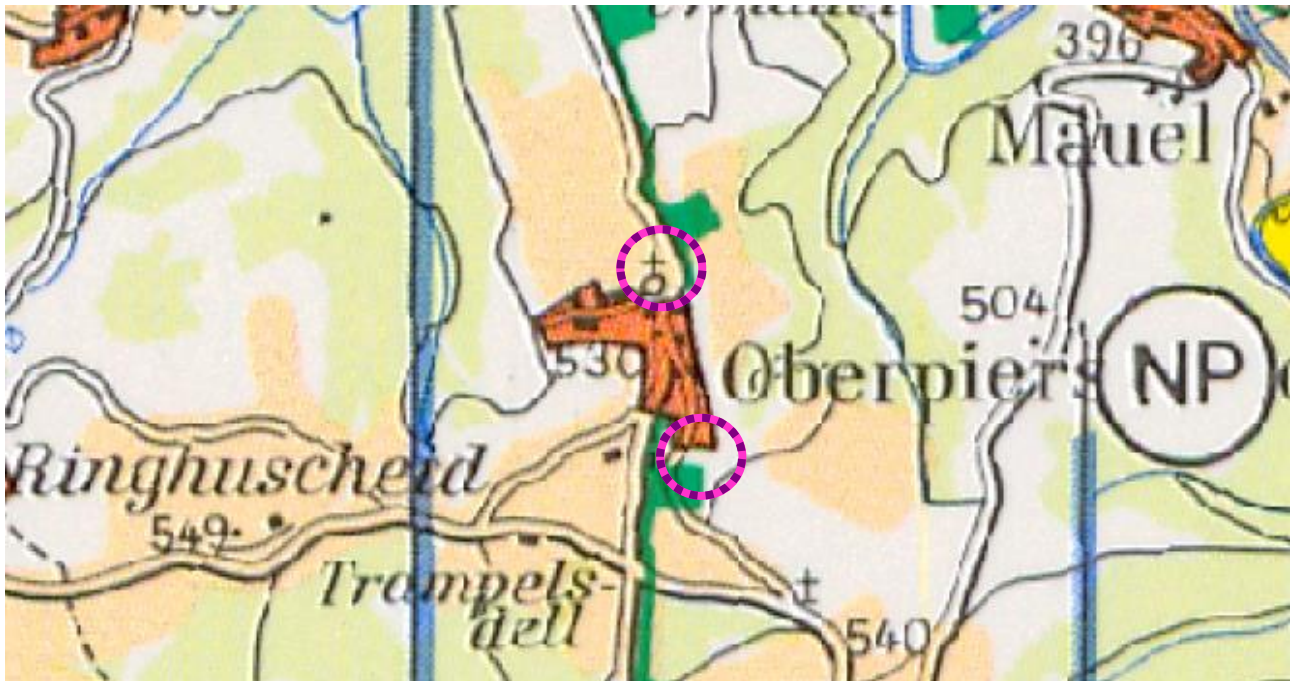 396
Mauel
504
530
Oberpiers
NP
Ringhuscheid
549
Trampels-
dell
540